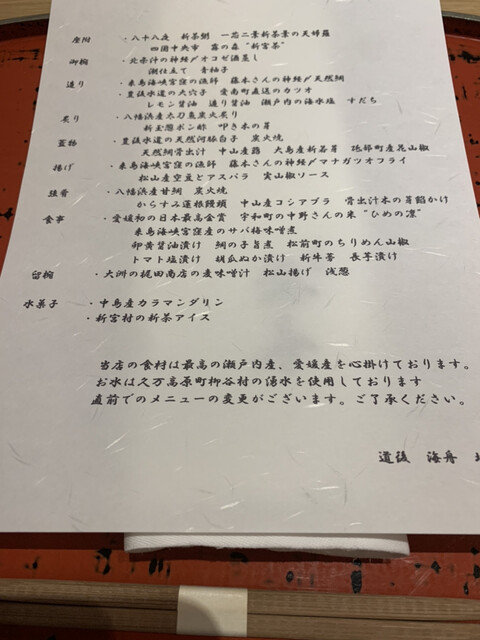 座附 ・八十八夜 新茶鮨 一芯二葉新茶葉の天婦羅
四国中央市 霧の森“新宮茶”
御椀 ・北条沖の神経〆オコゼ酒蒸し
潮仕立て 青柚子
造り ・来島海峡宮窪の漁師 藤本さんの神経〆天然鯛
・豊後水道の大穴子 愛南町直送のカツオ
レモン醤油 造り醤油 瀬戸内の海水塩 すだち
炙り ・八幡浜産太刀魚炭火炙り
新玉葱ポン酢 叩き木の芽
蓋物 ・豊後水道の天然河豚白子 炭火焼
天然鯛骨出汁 中山産蕗 大島産新若芽 砥部町産花山椒
揚げ ・来島海峡宮窪の漁師 藤本さんの神経〆マナガツオフライ
松山産空豆とアスパラ 実山椒ソース
強肴 ・八幡浜産甘鯛 炭火焼
からすみ蓮根饅頭 中山産コシアブラ 骨出汁木の芽餡かけ
食事 ・愛媛初の日本最高金賞 宇和町の中野さんの米“ひめの凛”
来島海峡宮窪産のサバ梅味噌煮
卵黄醤油漬け 鯛の子旨煮 松前町のちりめん山椒
トマト塩漬け 胡瓜ぬか漬け 新牛蒡 長芋漬け
留椀 ・大洲の梶田商店の麦味噌汁 松山揚げ 浅葱
水菓子 ・中島産カラマンダリン
・新宮村の新茶アイス
当店の食材は最高の瀬戸内産、愛媛産を心掛けております。
お水は久万高原町柳谷村の湧水を使用しております
直前でのメニューの変更がございます。ご了承ください。
道後 海舟